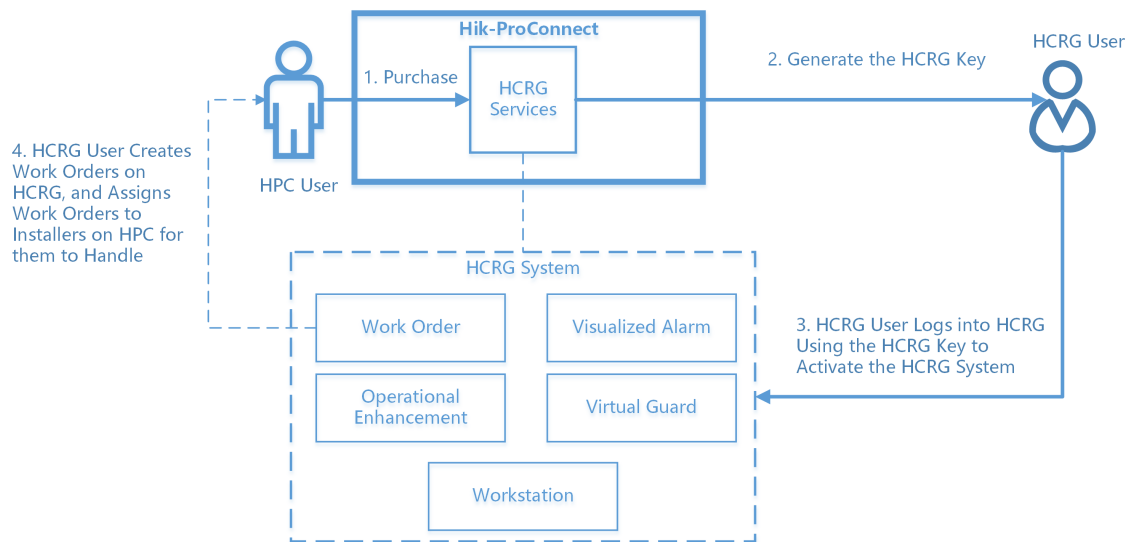 Hik-ProConnect
HCRG User
1. Purchase
HCRG
Services
2. Generate the HCRG Key
4. HCRG User Creates
Work Orders on
HCRG, and Assigns
Work Orders to
Installers on HPC for
them to Handle
HPC User
HCRG System
Work Order
Visualized Alarm
3. HCRG User Logs into HCRG
Using the HCRG Key to
Activate the HCRG System
Operational
Enhancement
Virtual Guard
Workstation